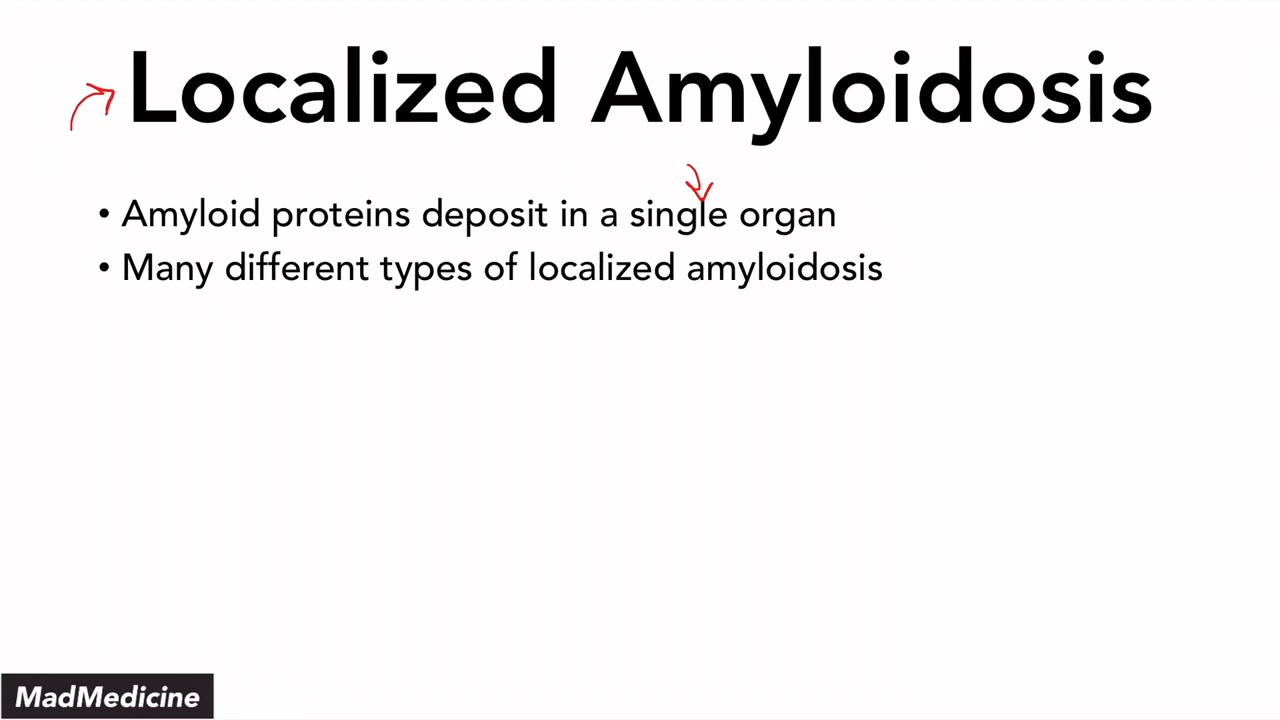 Localized Amyloidosis
• Amyloid proteins deposit in a single organ
• Many different types of localized amyloidosis
MadMedicine